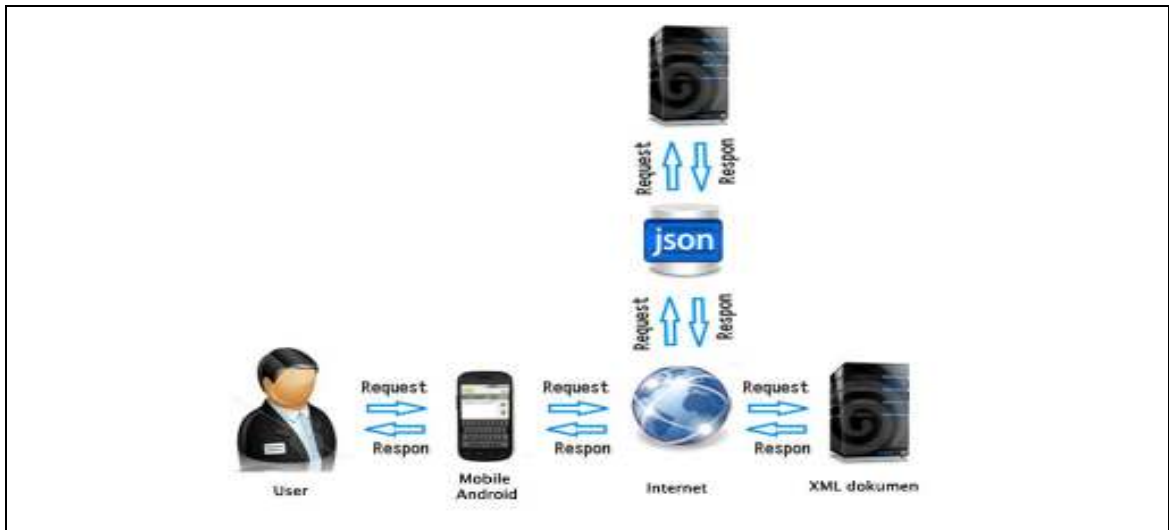 Request
Respon
json
Request
Respon
Request
Respon
Request
Respon
Request
Respon
User
Mobile
Android
Internet
XML dokumen